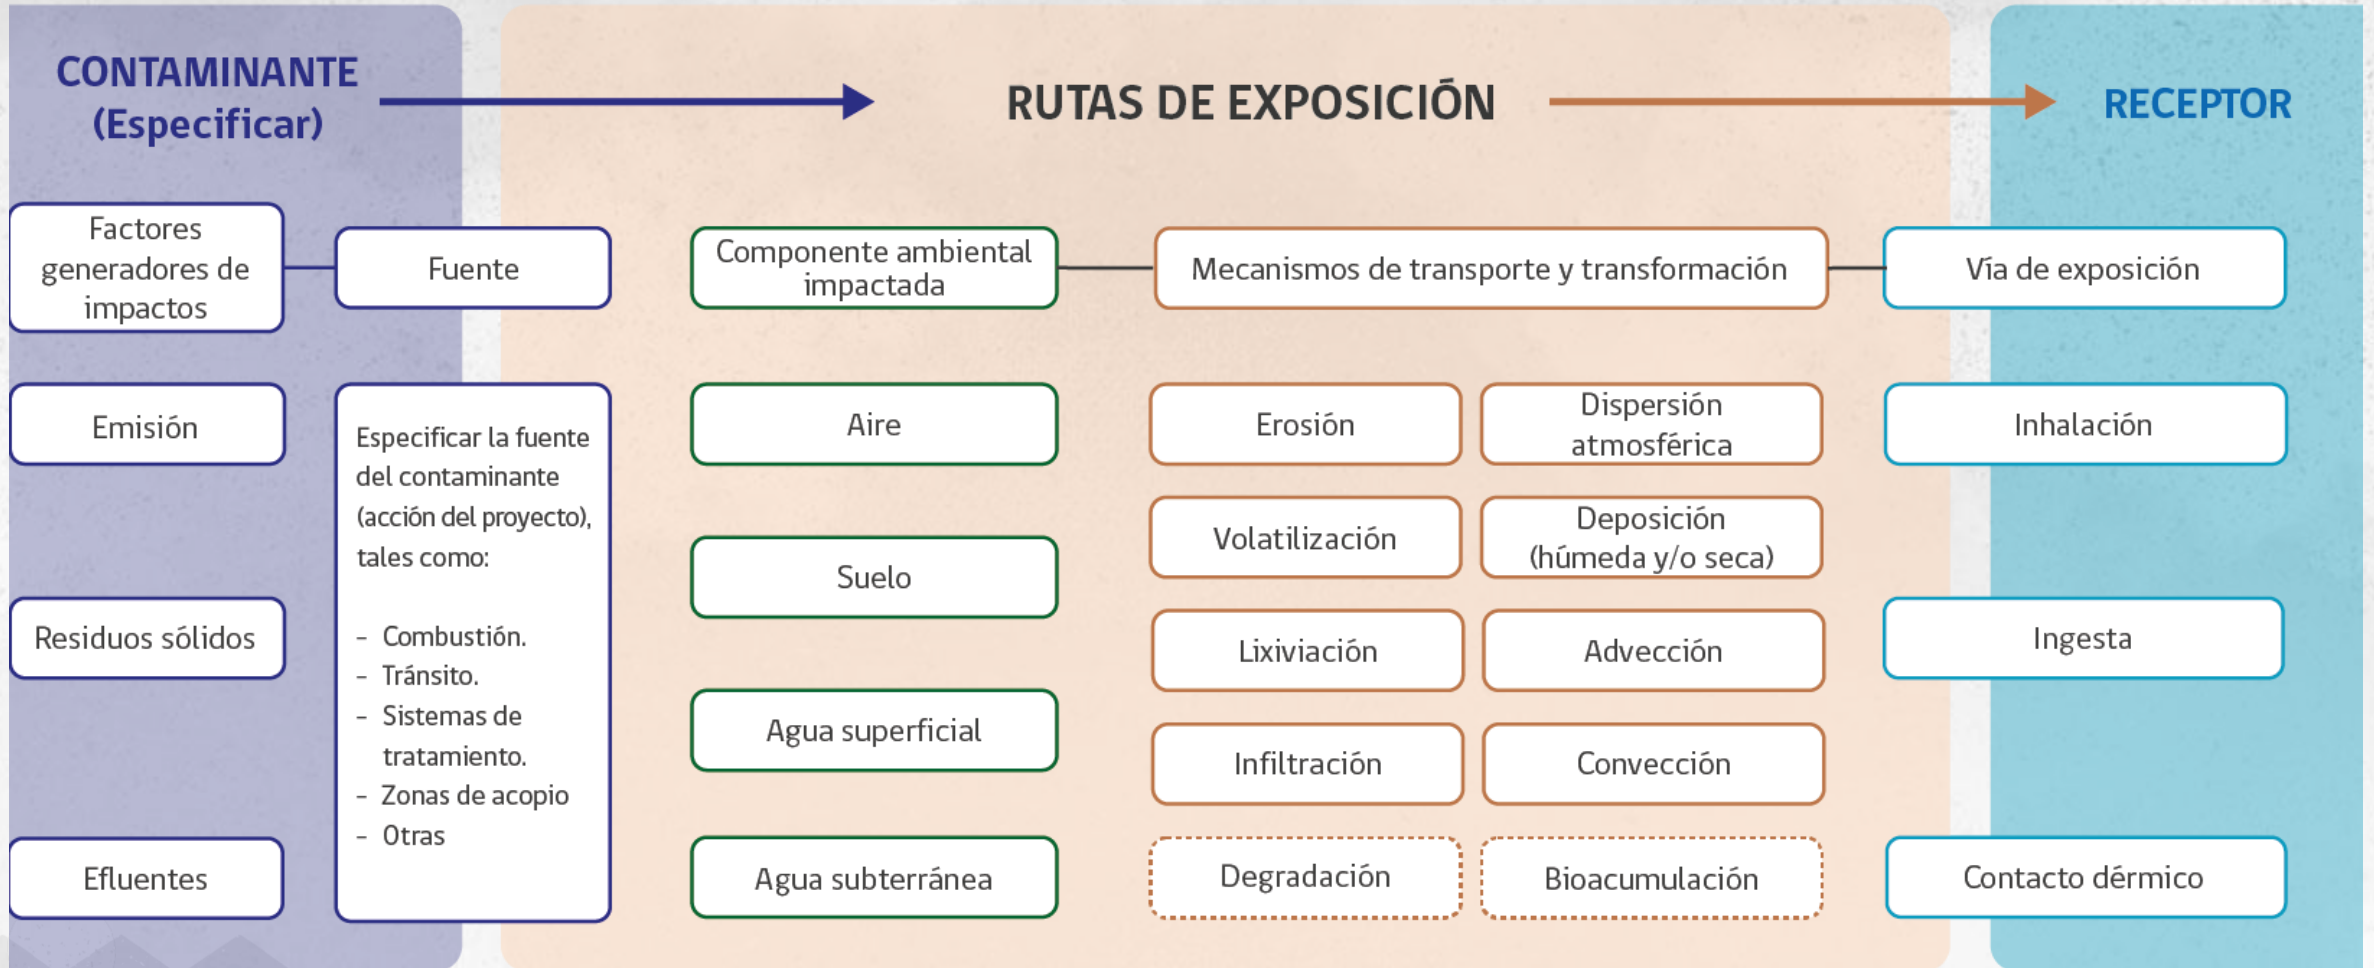 CONTAMINANTE
(Especificar)
RUTAS DE EXPOSICIÓN
RECEPTOR
Factores
generadores de
impactos
Fuente
Componente ambiental
impactada
Mecanismos de transporte y transformación
Vía de exposición
Emisión
Residuos sólidos
Efluentes
Especificar la fuente
del contaminante
(acción del proyecto),
tales como:
- Combustión.
- Tránsito.
- Sistemas de
tratamiento.
- Zonas de acopio
- Otras
Aire
Suelo
Agua superficial
Agua subterránea
Erosión
Dispersión
atmosférica
Volatilización
Deposición
(húmeda y/o seca)
Lixiviación
Advección
Infiltración
Convección
Degradación
Bioacumulación
Inhalación
Ingesta
Contacto dérmico